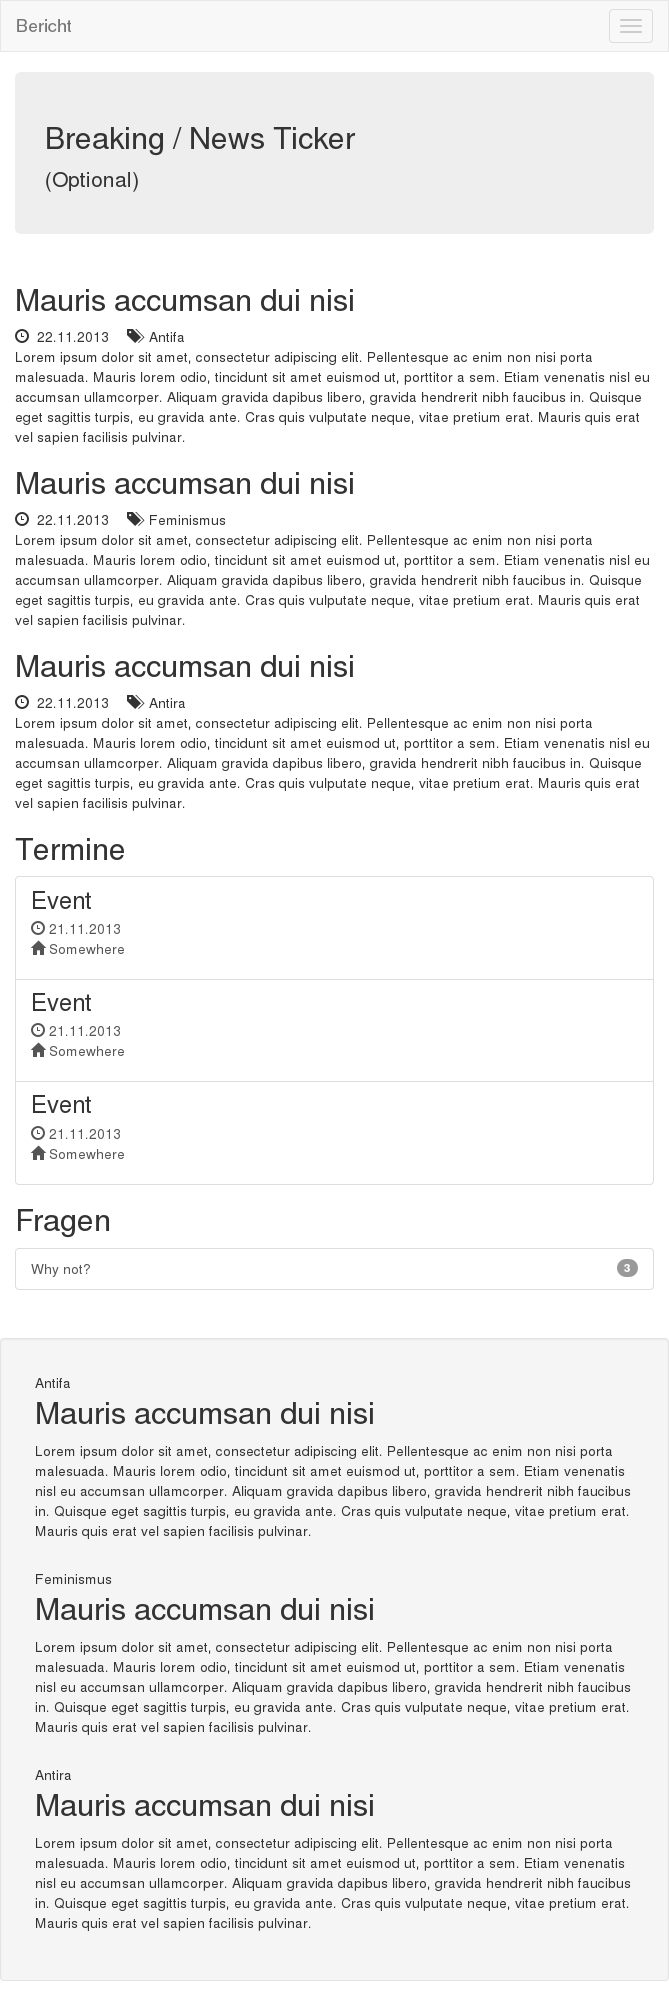 Bericht
Breaking / News Ticker
(Optional)
Mauris accumsan dui nisi
22.11.2013 Antifa
Lorem ipsum dolor sit amet, consectetur adipiscing elit. Pellentesque ac enim non nisi porta
malesuada. Mauris lorem odio, tincidunt sit amet euismod ut, porttitor a sem. Etiam venenatis nisl eu
accumsan ullamcorper. Aliquam gravida dapibus libero, gravida hendrerit nibh faucibus in. Quisque
eget sagittis turpis, eu gravida ante. Cras quis vulputate neque, vitae pretium erat. Mauris quis erat
vel sapien facilisis pulvinar.
Mauris accumsan dui nisi
22.11.2013 Feminismus
Lorem ipsum dolor sit amet, consectetur adipiscing elit. Pellentesque ac enim non nisi porta
malesuada. Mauris lorem odio, tincidunt sit amet euismod ut, porttitor a sem. Etiam venenatis nisl eu
accumsan ullamcorper. Aliquam gravida dapibus libero, gravida hendrerit nibh faucibus in. Quisque
eget sagittis turpis, eu gravida ante. Cras quis vulputate neque, vitae pretium erat. Mauris quis erat
vel sapien facilisis pulvinar.
Mauris accumsan dui nisi
22.11.2013 Antira
Lorem ipsum dolor sit amet, consectetur adipiscing elit. Pellentesque ac enim non nisi porta
malesuada. Mauris lorem odio, tincidunt sit amet euismod ut, porttitor a sem. Etiam venenatis nisl eu
accumsan ullamcorper. Aliquam gravida dapibus libero, gravida hendrerit nibh faucibus in. Quisque
eget sagittis turpis, eu gravida ante. Cras quis vulputate neque, vitae pretium erat. Mauris quis erat
vel sapien facilisis pulvinar.
Termine
Event
21.11.2013
Somewhere
Event
21.11.2013
Somewhere
Event
21.11.2013
Somewhere
Fragen
Why not? 3
Antifa
Mauris accumsan dui nisi
Lorem ipsum dolor sit amet, consectetur adipiscing elit. Pellentesque ac enim non nisi porta
malesuada. Mauris lorem odio, tincidunt sit amet euismod ut, porttitor a sem. Etiam venenatis
nisl eu accumsan ullamcorper. Aliquam gravida dapibus libero, gravida hendrerit nibh faucibus
in. Quisque eget sagittis turpis, eu gravida ante. Cras quis vulputate neque, vitae pretium erat.
Mauris quis erat vel sapien facilisis pulvinar.
Feminismus
Mauris accumsan dui nisi
Lorem ipsum dolor sit amet, consectetur adipiscing elit. Pellentesque ac enim non nisi porta
malesuada. Mauris lorem odio, tincidunt sit amet euismod ut, porttitor a sem. Etiam venenatis
nisl eu accumsan ullamcorper. Aliquam gravida dapibus libero, gravida hendrerit nibh faucibus
in. Quisque eget sagittis turpis, eu gravida ante. Cras quis vulputate neque, vitae pretium erat.
Mauris quis erat vel sapien facilisis pulvinar.
Antira
Mauris accumsan dui nisi
Lorem ipsum dolor sit amet, consectetur adipiscing elit. Pellentesque ac enim non nisi porta
malesuada. Mauris lorem odio, tincidunt sit amet euismod ut, porttitor a sem. Etiam venenatis
nisl eu accumsan ullamcorper. Aliquam gravida dapibus libero, gravida hendrerit nibh faucibus
in. Quisque eget sagittis turpis, eu gravida ante. Cras quis vulputate neque, vitae pretium erat.
Mauris quis erat vel sapien facilisis pulvinar.